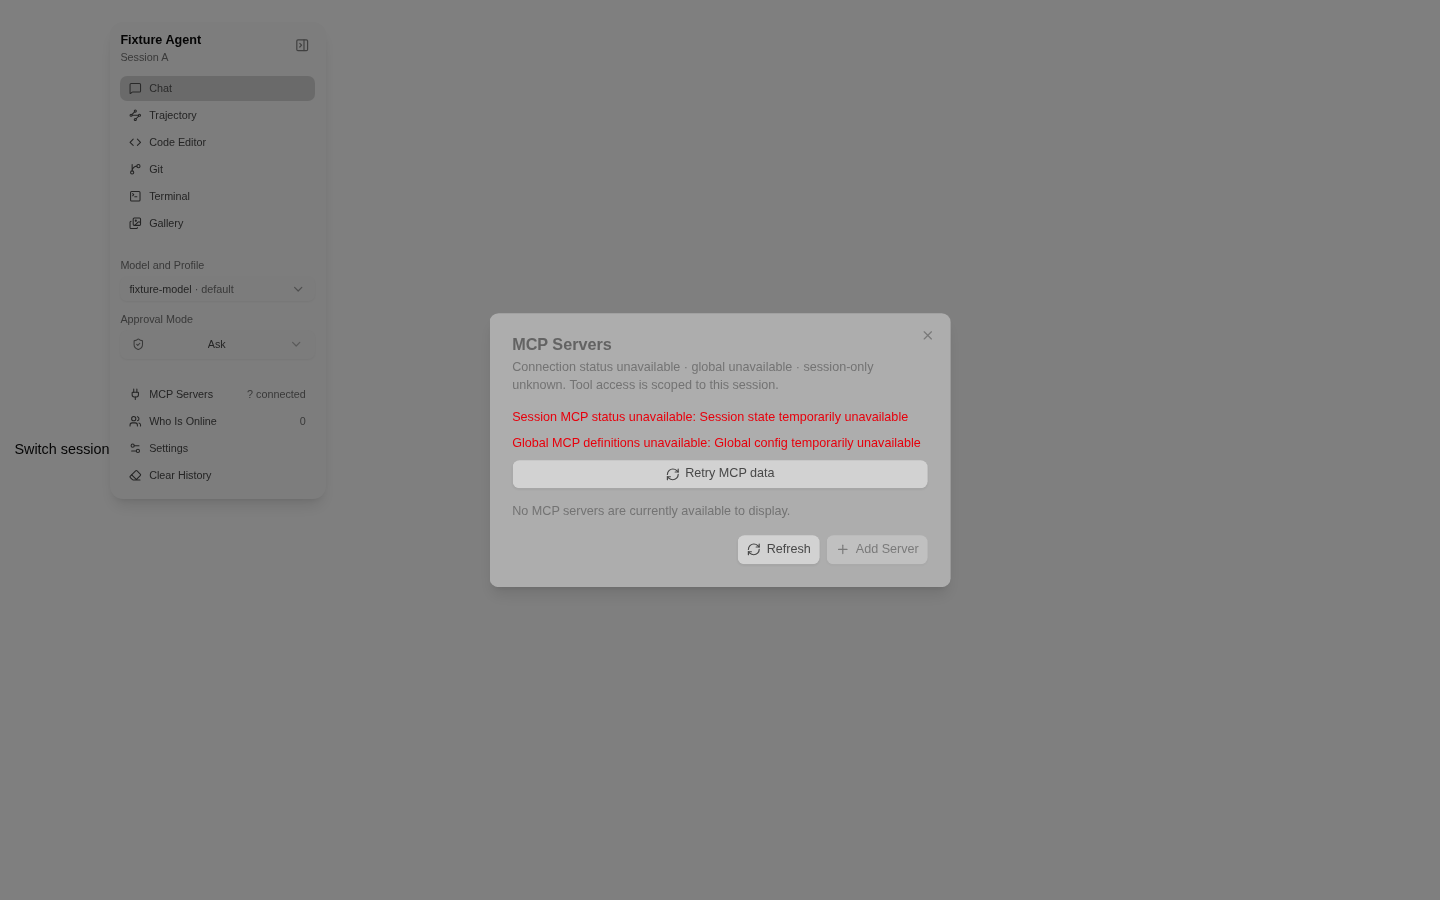 Fixture Agent
Session A
Chat
Trajectory
Code Editor
Git
Terminal
Gallery
Model and Profile
fixture-model · default
Approval Mode
Ask
MCP Servers ? connected
Who Is Online 0
Switch session
Settings
Clear History
MCP Servers
Connection status unavailable · global unavailable · session-only
unknown. Tool access is scoped to this session.
Session MCP status unavailable: Session state temporarily unavailable
Global MCP definitions unavailable: Global config temporarily unavailable
Retry MCP data
No MCP servers are currently available to display.
Refresh
Add Server